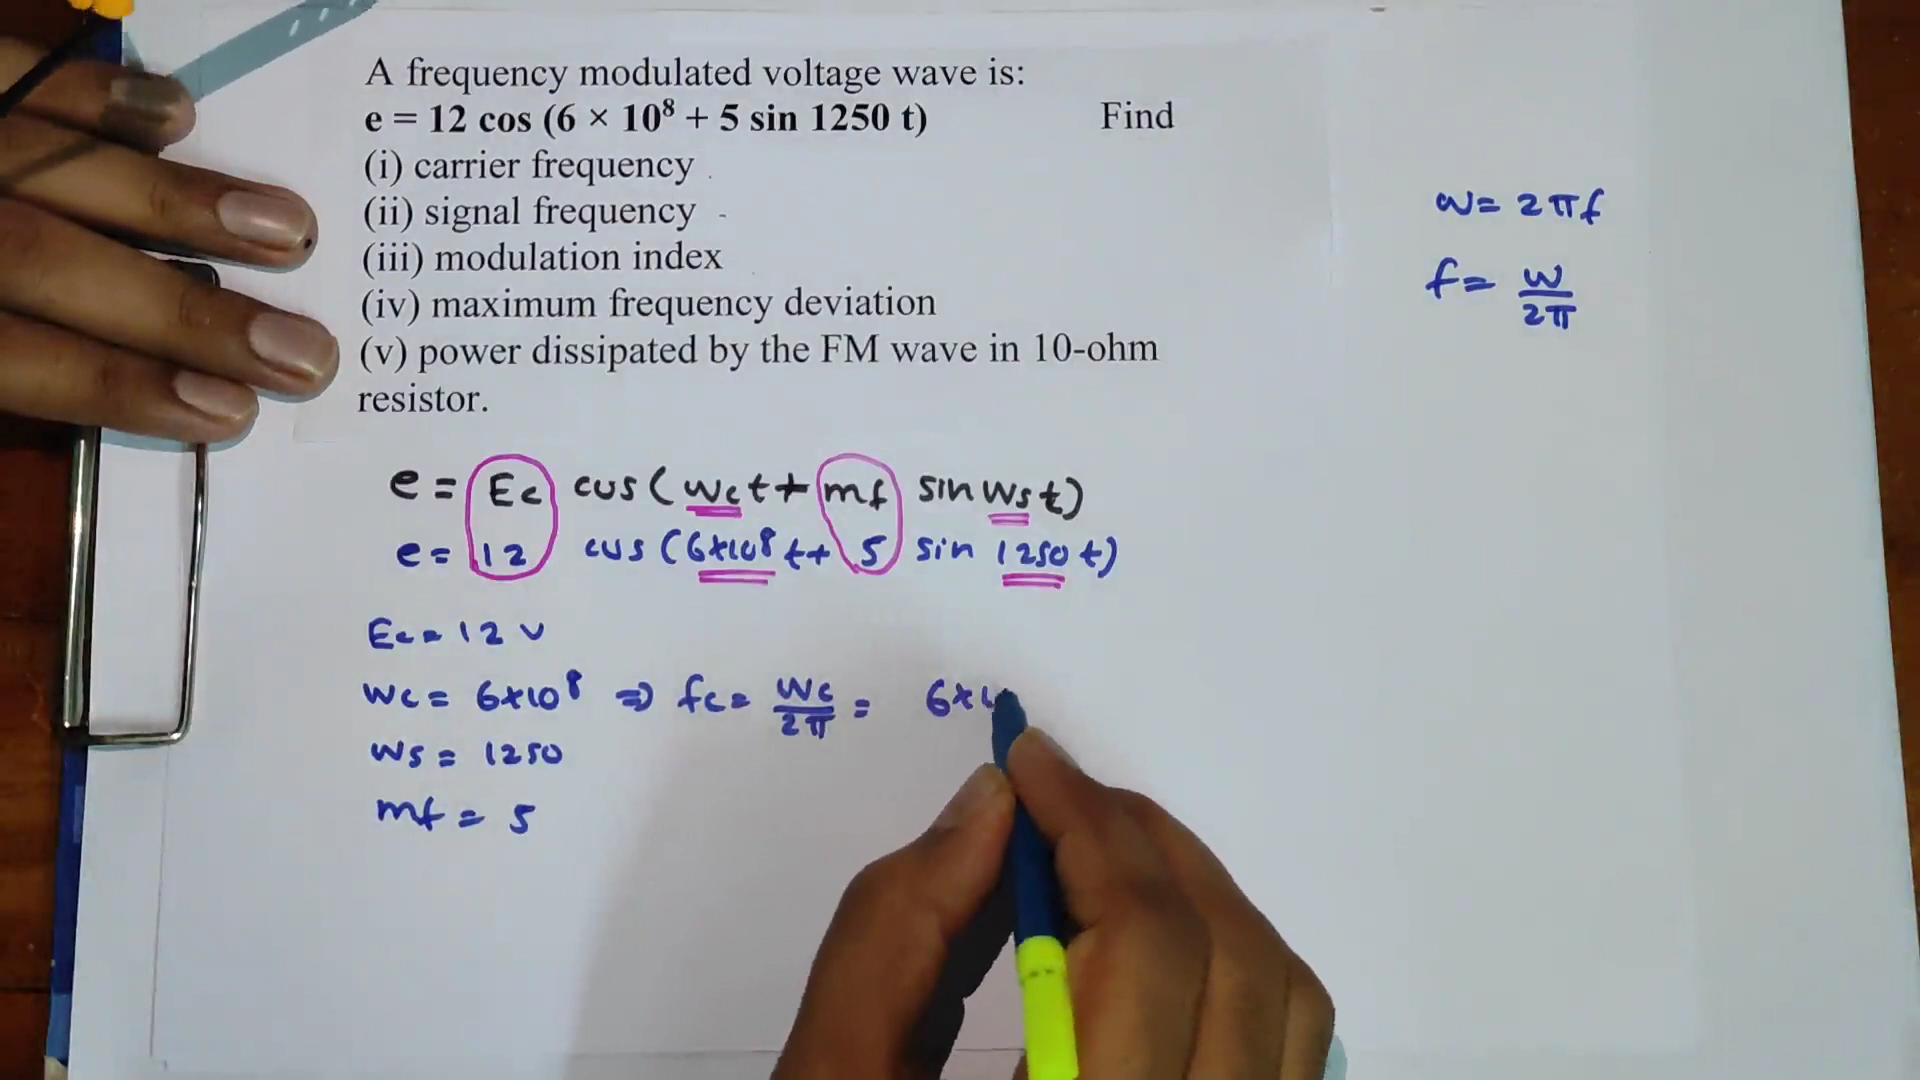 A frequency modulated voltage wave is:
e = 12 cos (6 × 10⁸ + 5 sin 1250 t) Find
(i) carrier frequency
(ii) signal frequency
(iii) modulation index
(iv) maximum frequency deviation
(v) power dissipated by the FM wave in 10-ohm
resistor.
w = 2πf
f = w/2π
e = Ec cos (wct + mf sin wst)
e = 12 cos (6×10⁸ t + 5 sin 1250 t)
Ec = 12 v
wc = 6×10⁸ ⇒ fc = wc/2π = 6×
ws = 1250
mf = 5